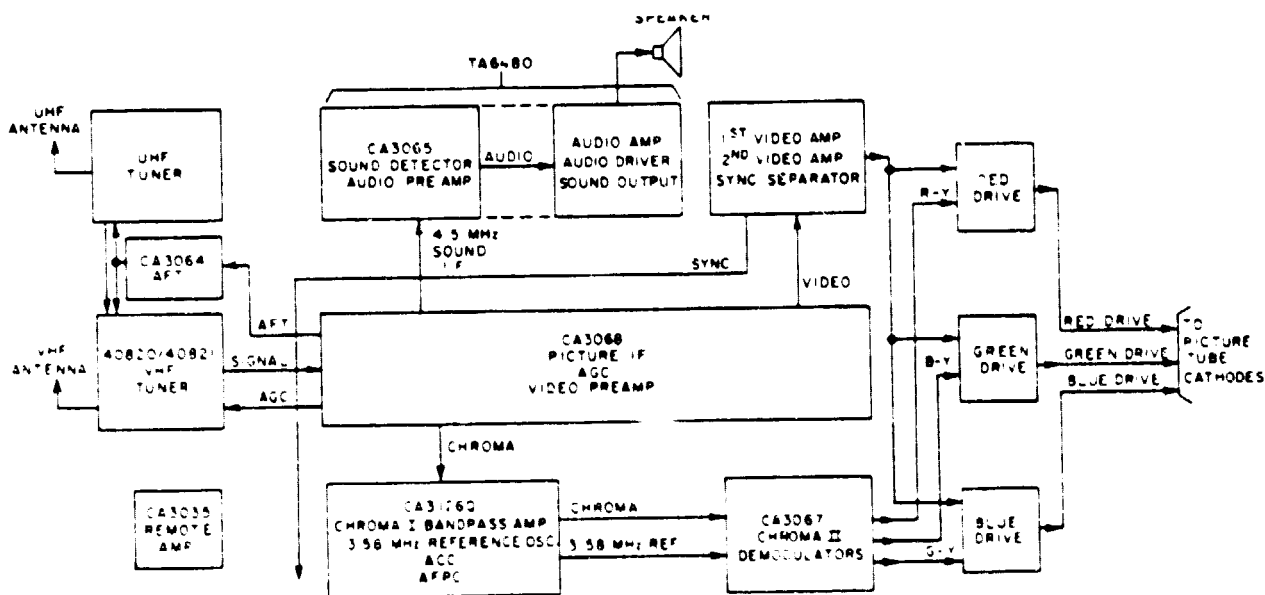 SPEAKER
TA6480
UHF
ANTENNA
UHF
TUNER
CA3065
SOUND DETECTOR
AUDIO PREAMP
AUDIO
AUDIO AMP
AUDIO DRIVER
SOUND OUTPUT
1ST VIDEO AMP
2ND VIDEO AMP
SYNC SEPARATOR
RED
DRIVE
R-Y
CA3064
AFT
4.5 MHz
SOUND
I.F.
SYNC
VIDEO
AFT
VHF
ANTENNA
40820/40821
VHF
TUNER
SIGNAL
AGC
CA3068
PICTURE IF
AGC
VIDEO PREAMP
B-Y
GREEN
DRIVE
RED DRIVE
GREEN DRIVE
BLUE DRIVE
TO
PICTURE
TUBE
CATHODES
CHROMA
CA3035
REMOTE
AMP
CHROMA I BANDPASS AMP
3.58 MHz REFERENCE OSC
ACC
AFPC
CHROMA
3.58 MHz REF
CA3067
CHROMA II
DEMODULATORS
G-Y
BLUE
DRIVE